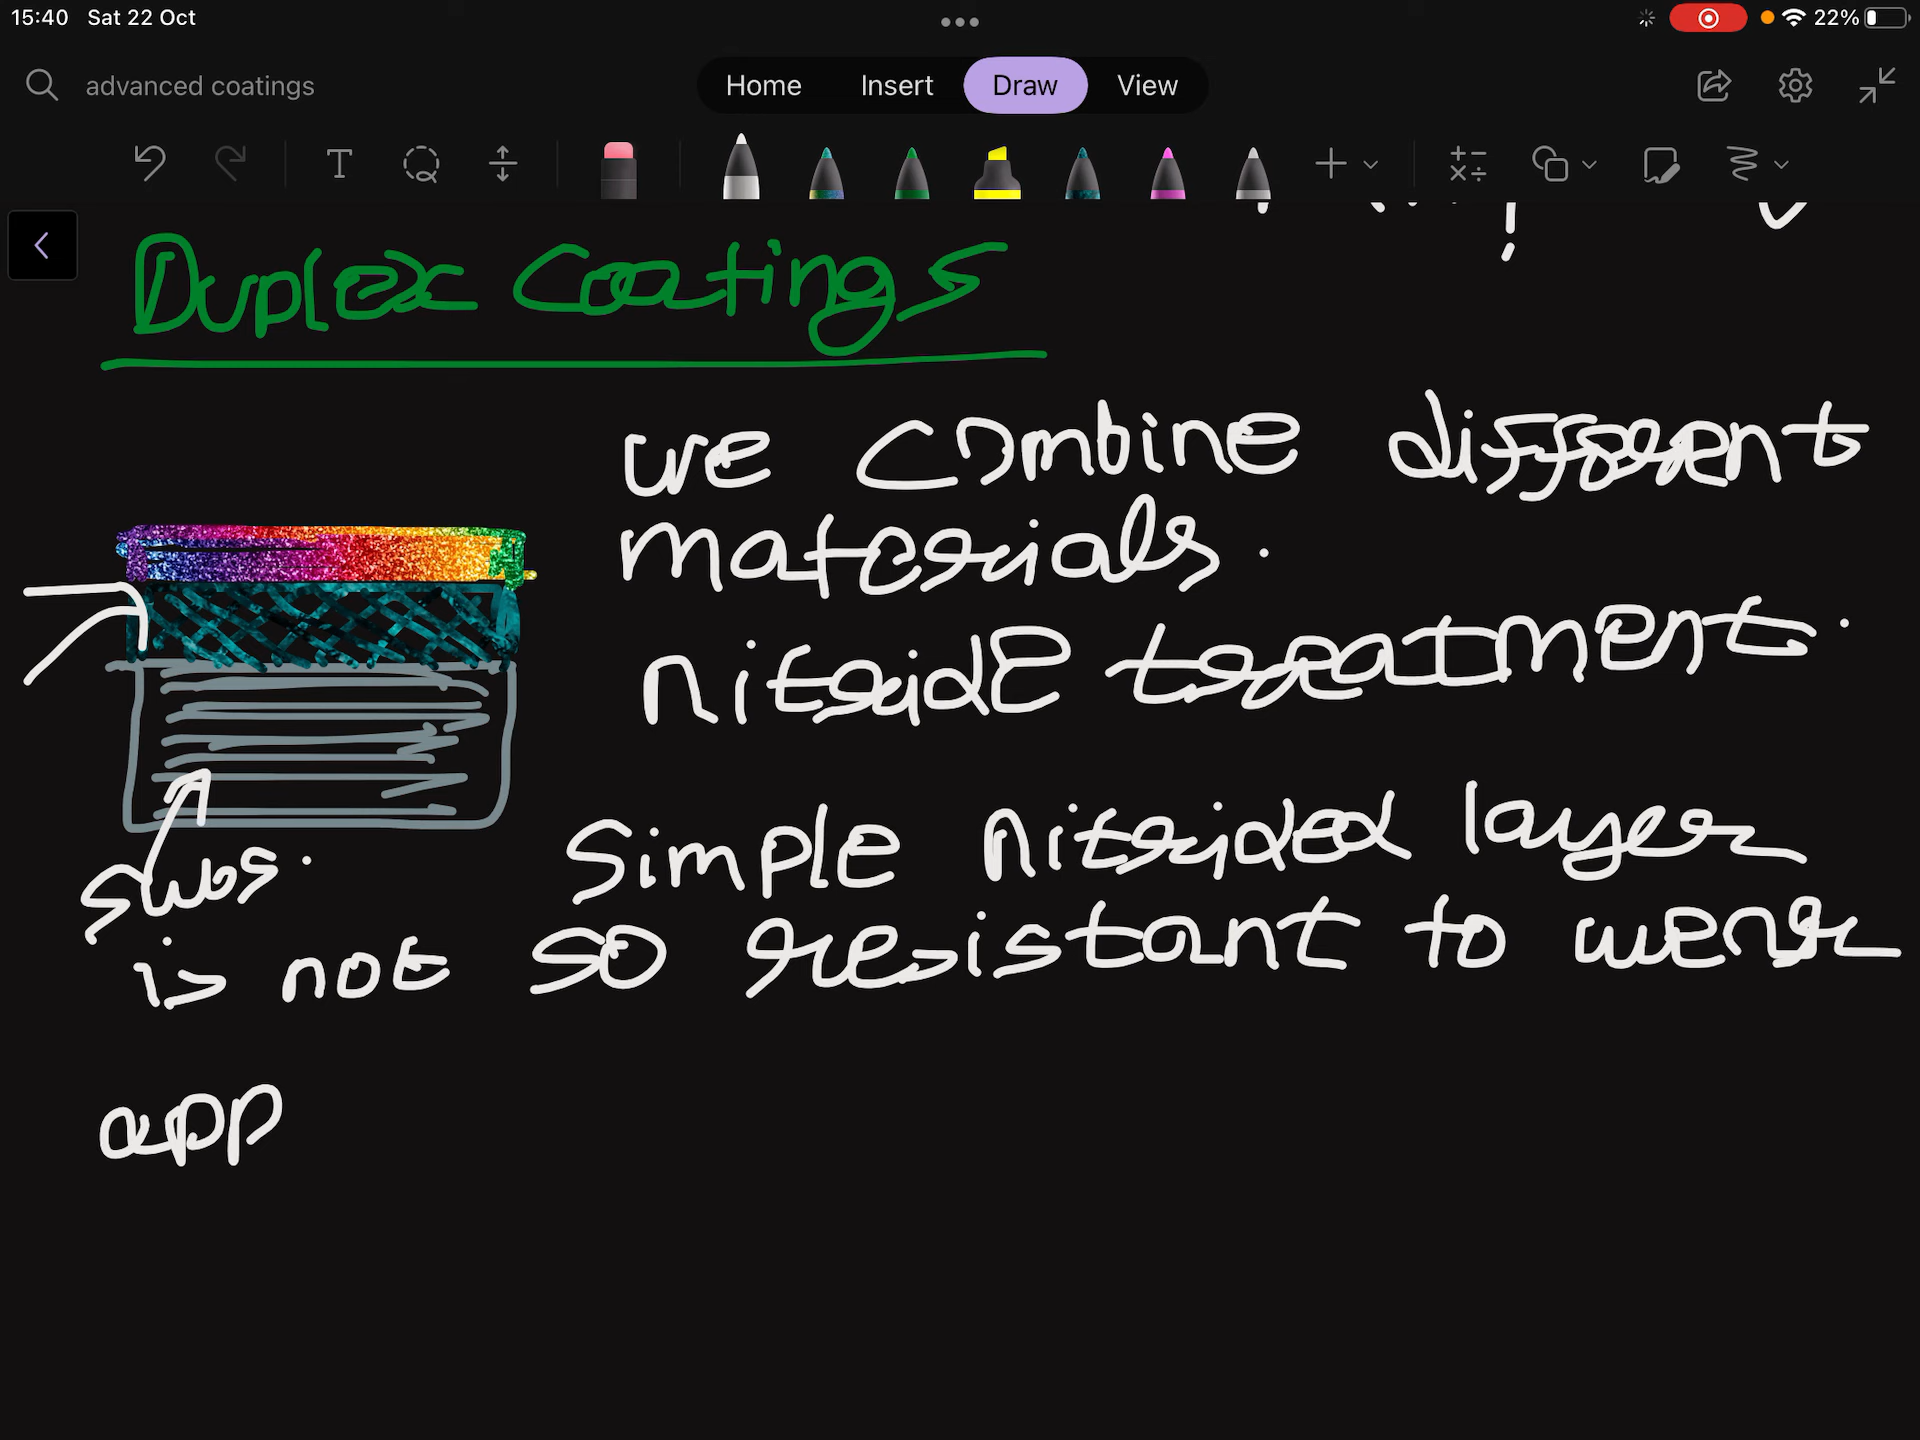 15:40 Sat 22 Oct
22%
advanced coatings
Home Insert Draw View
T
Duplex Coatings
we combine different
materials.
nitride treatment.
subs.
Simple nitrided layer
is not so resistant to wear
app